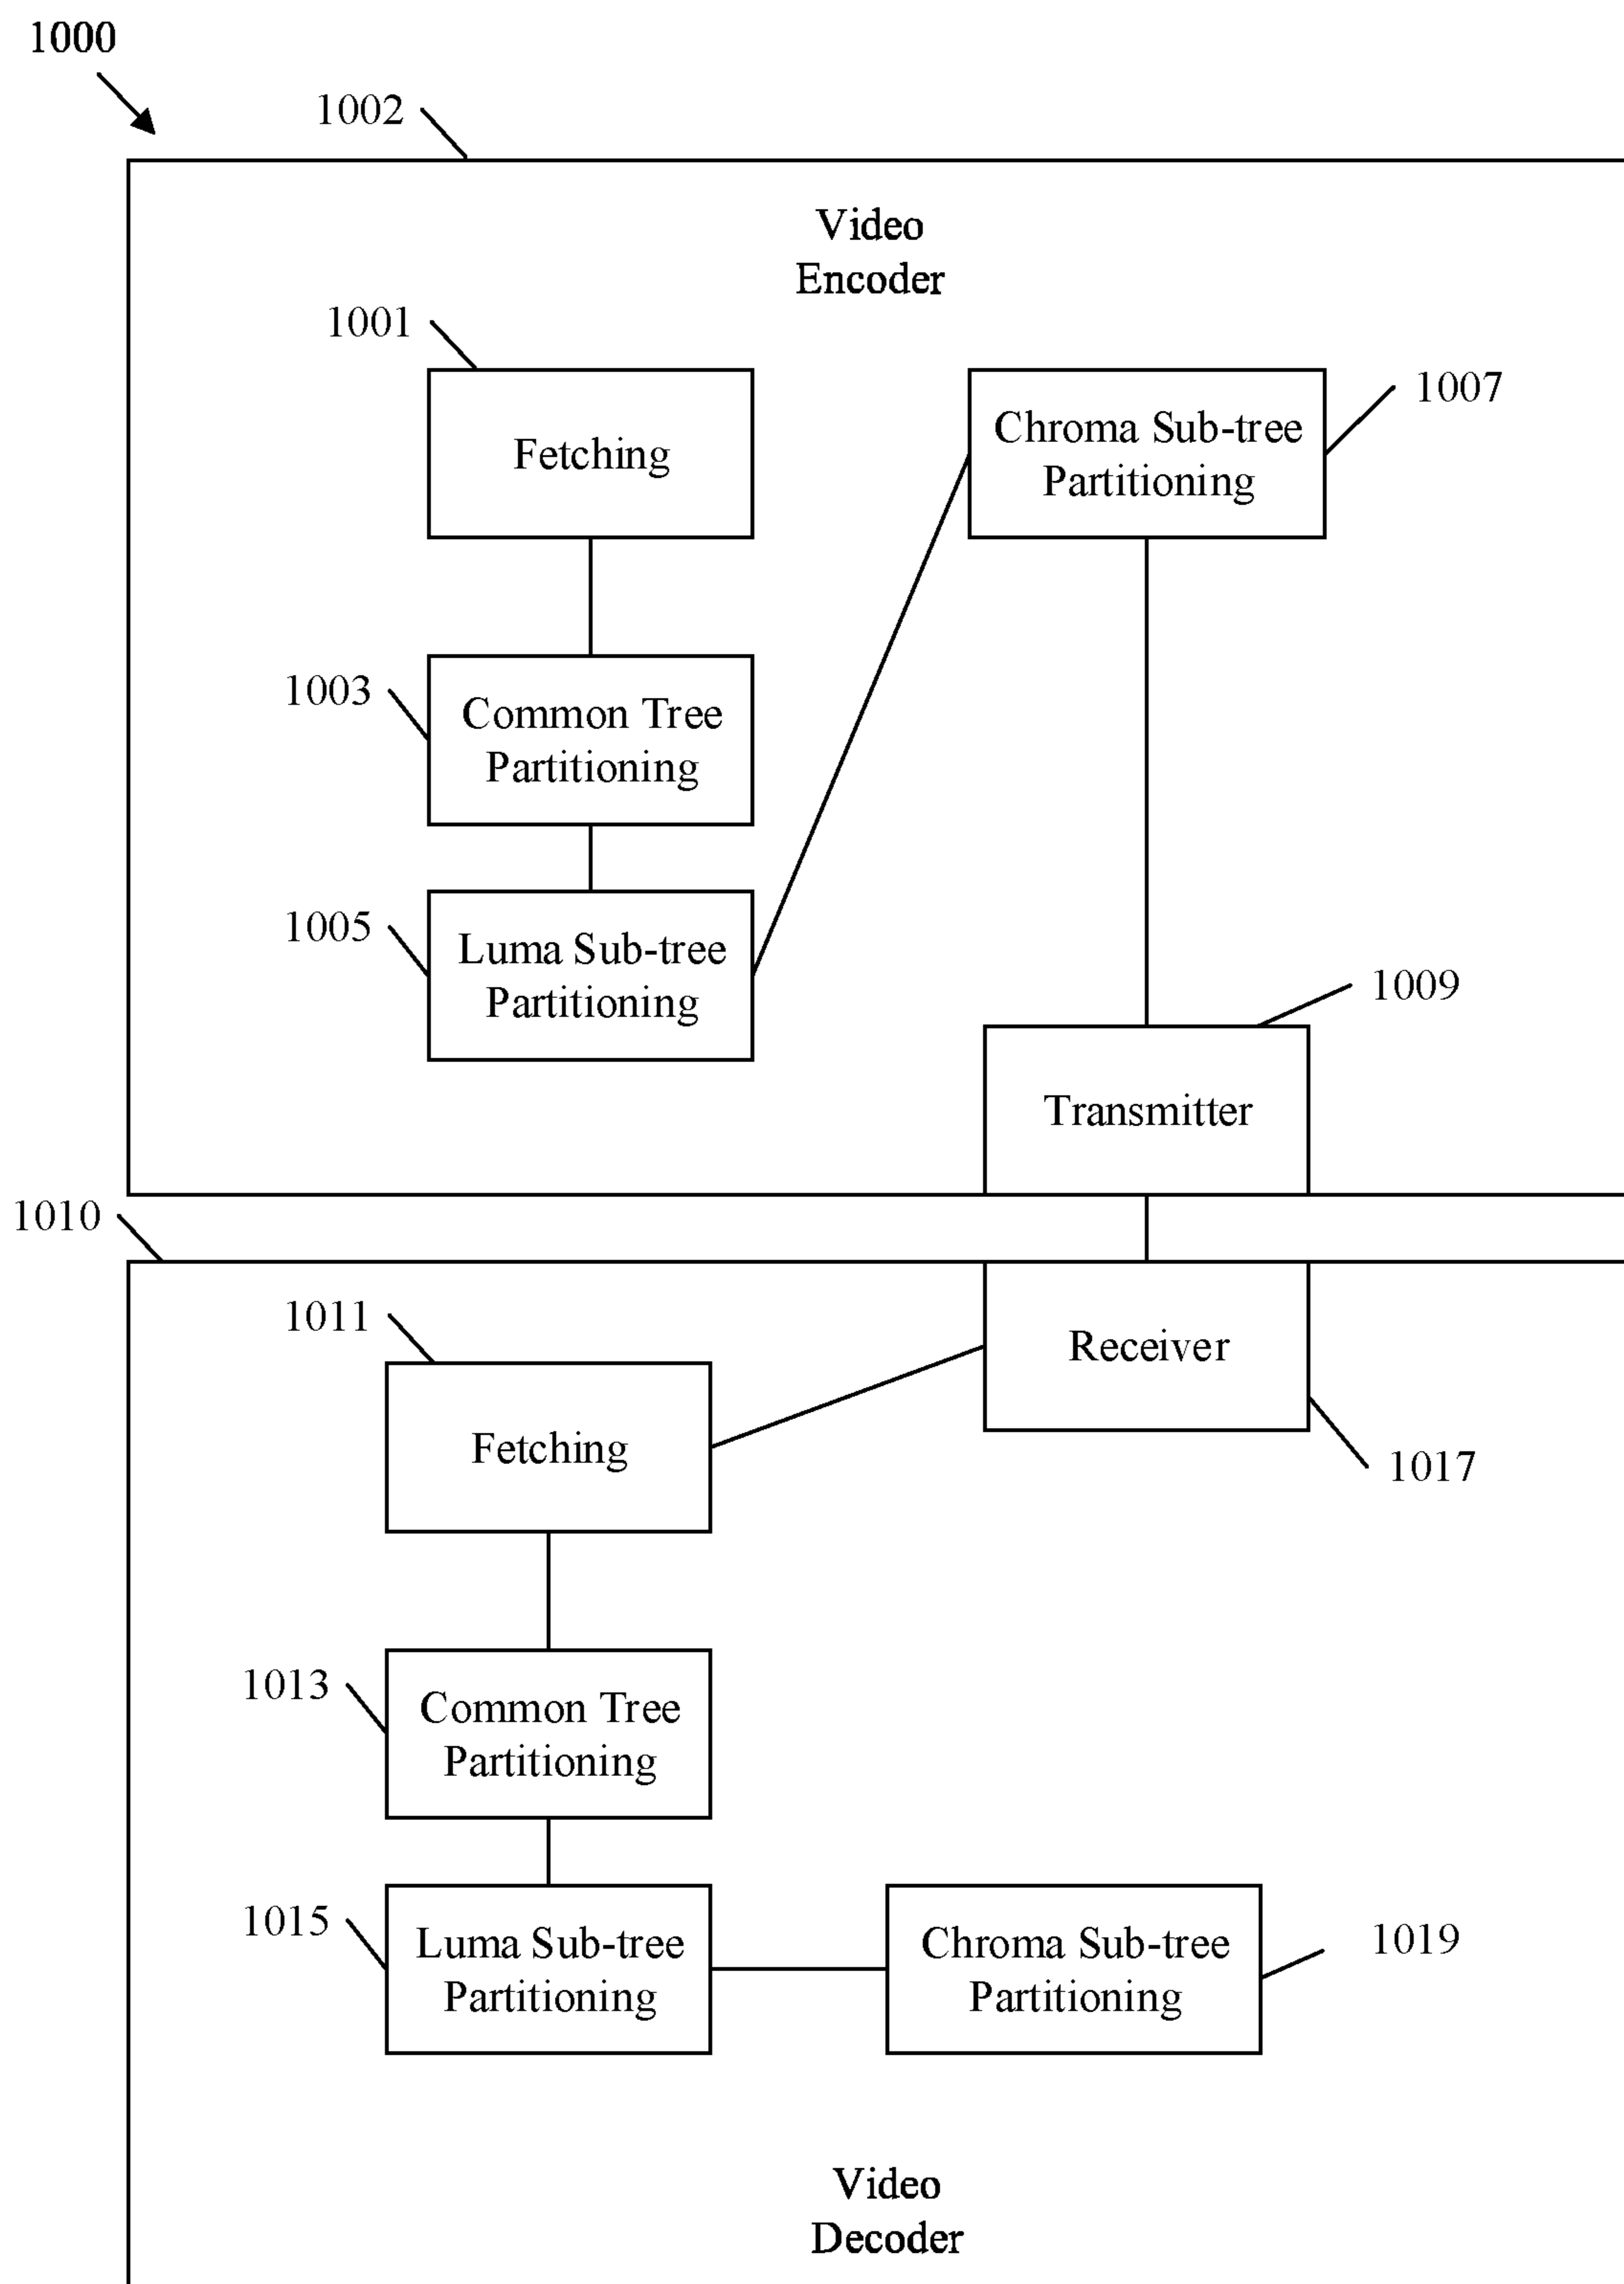 1000
1002
Video
Encoder
1001
Fetching
Chroma Sub-tree
Partitioning
1007
1003
Common Tree
Partitioning
1005
Luma Sub-tree
Partitioning
1009
Transmitter
1010
1011
Fetching
Receiver
1017
1013
Common Tree
Partitioning
1015
Luma Sub-tree
Partitioning
Chroma Sub-tree
Partitioning
1019
Video
Decoder